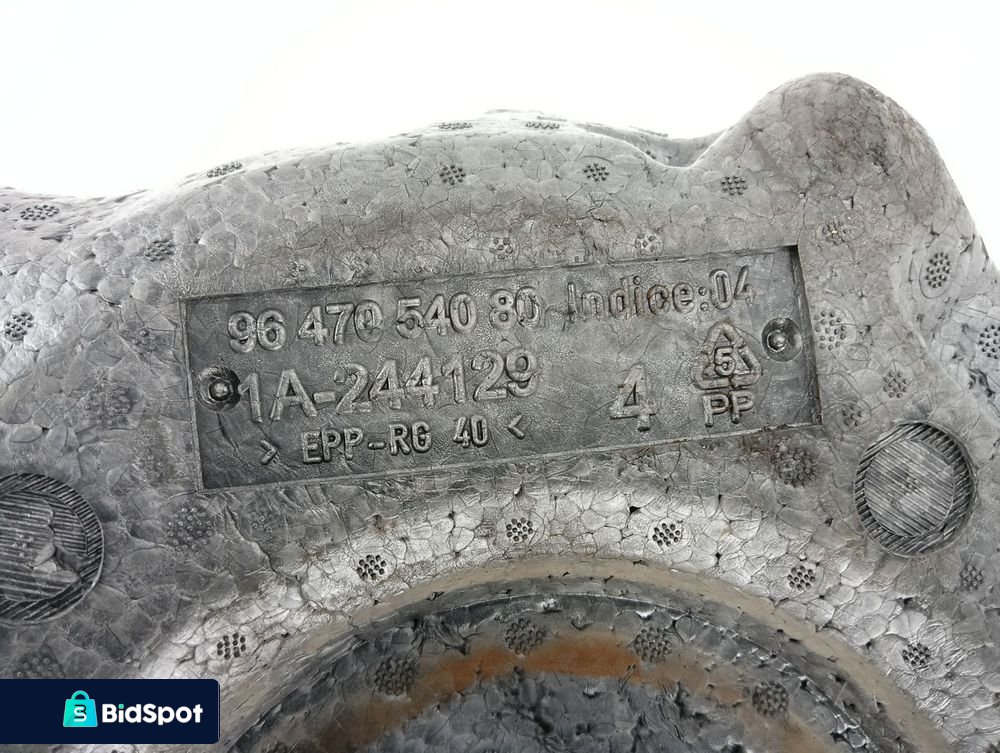 96 470 540 80 Indice:04
1A-244129
> EPP-RG 40 <
4
5
PP
BidSpot